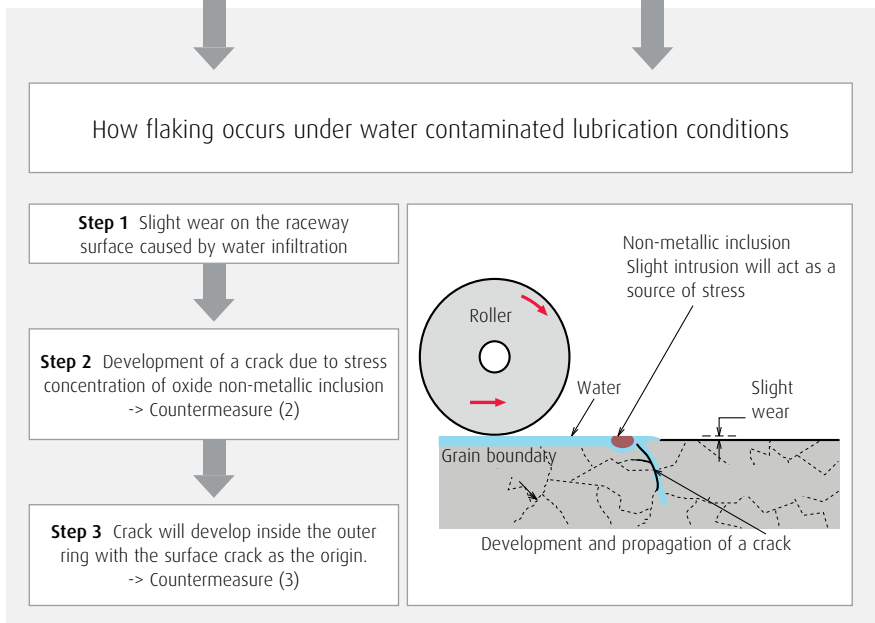 How flaking occurs under water contaminated lubrication conditions
Step 1 Slight wear on the raceway
surface caused by water infiltration
Step 2 Development of a crack due to stress
concentration of oxide non-metallic inclusion
-> Countermeasure (2)
Step 3 Crack will develop inside the outer
ring with the surface crack as the origin.
-> Countermeasure (3)
Non-metallic inclusion
Slight intrusion will act as a
source of stress
Roller
Water
Slight
wear
Grain boundary
Development and propagation of a crack